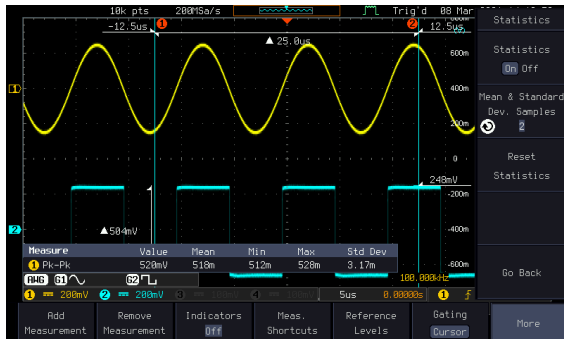 10k pts 200MSa/s Trig'd 08 Mar
-12.5us 1 2 12.5us
▲ 25.0us
600m
400m
200m
0
248mV
-200m
-400m
-600m
1
2
▲504mV
Measure Value Mean Min Max Std Dev
1 Pk-Pk 520mV 518m 512m 528m 3.17m
AWG G1 G2
100.000kHz
1 200mV 2 200mV 5us 0.00000s 1
Statistics
Statistics
On Off
Mean & Standard
Dev. Samples
2
Reset
Statistics
Go Back
Add
Measurement
Remove
Measurement
Indicators
Off
Meas.
Shortcuts
Reference
Levels
Gating
Cursor
More